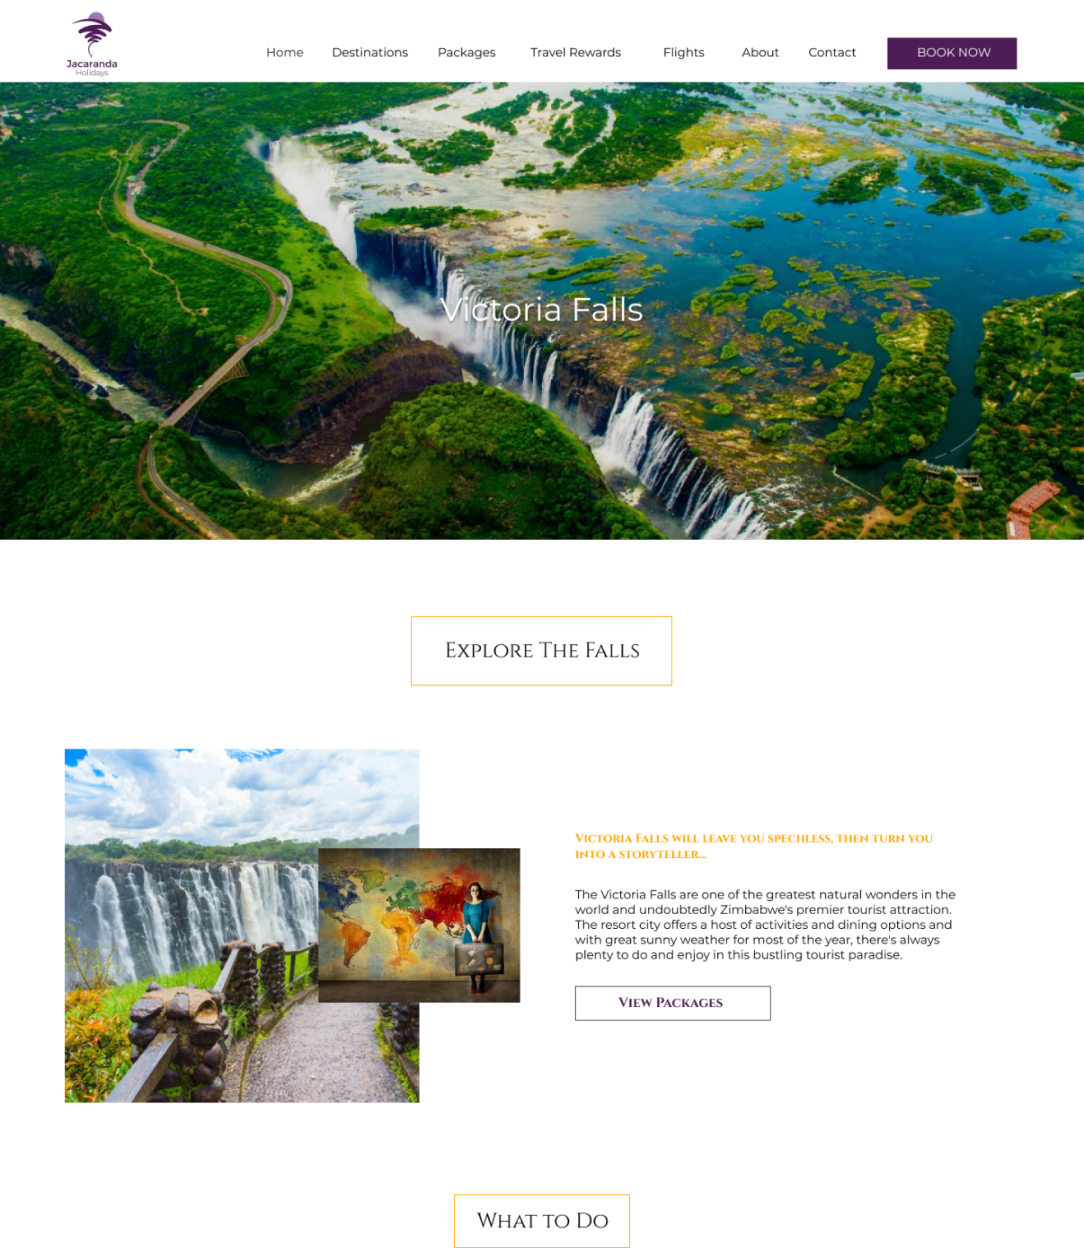 Jacaranda
Holidays
Home Destinations Packages Travel Rewards Flights About Contact BOOK NOW
Victoria Falls
Explore The Falls
Victoria Falls will leave you spechless, then turn you
into a storyteller...
The Victoria Falls are one of the greatest natural wonders in the
world and undoubtedly Zimbabwe's premier tourist attraction.
The resort city offers a host of activities and dining options and
with great sunny weather for most of the year, there's always
plenty to do and enjoy in this bustling tourist paradise.
View Packages
What to Do